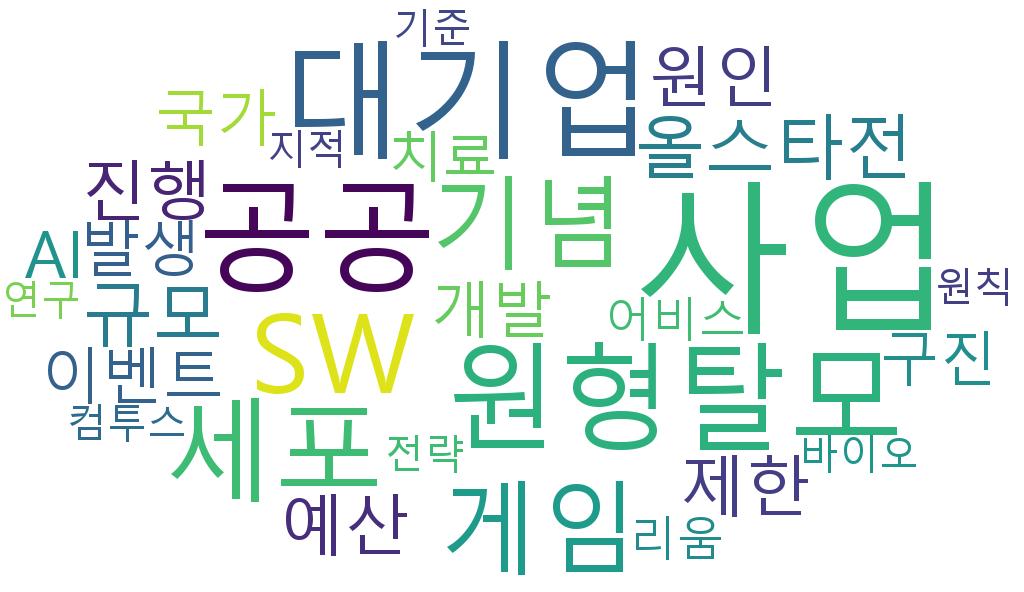 기준
대기업
원인
국가
지적
치료
올스타전
진행
공공
기념
사업
AI
발생
연구
규모
SW
개발
어비스
원칙
이벤트
원형탈모
구진
컴투스
세포
전략
바이오
예산
게임
제한
리움